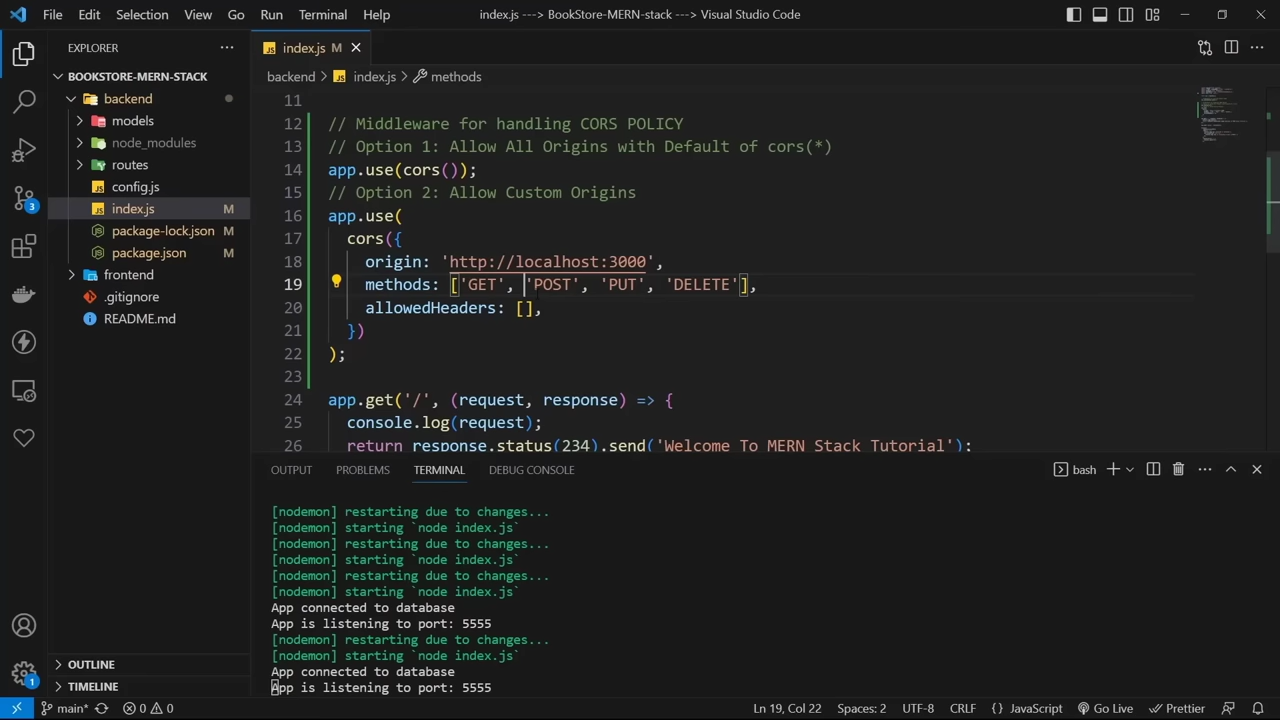 File Edit Selection View Go Run Terminal Help index.js ---> BookStore-MERN-stack ---> Visual Studio Code
EXPLORER
BOOKSTORE-MERN-STACK
backend
models
node_modules
routes
config.js
index.js M
package-lock.json M
package.json M
frontend
.gitignore
README.md
OUTLINE
TIMELINE
3
1
index.js M
backend > index.js > methods
11
12 // Middleware for handling CORS POLICY
13 // Option 1: Allow All Origins with Default of cors(*)
14 app.use(cors());
15 // Option 2: Allow Custom Origins
16 app.use(
17 cors({
18 origin: 'http://localhost:3000',
19 methods: ['GET', 'POST', 'PUT', 'DELETE'],
20 allowedHeaders: [],
21 })
22 );
23
24 app.get('/', (request, response) => {
25 console.log(request);
26 return response.status(234).send('Welcome To MERN Stack Tutorial');
OUTPUT PROBLEMS TERMINAL DEBUG CONSOLE bash
[nodemon] restarting due to changes...
[nodemon] starting `node index.js`
[nodemon] restarting due to changes...
[nodemon] starting `node index.js`
[nodemon] restarting due to changes...
[nodemon] starting `node index.js`
App connected to database
App is listening to port: 5555
[nodemon] restarting due to changes...
[nodemon] starting `node index.js`
App connected to database
App is listening to port: 5555
main* 0 0 Ln 19, Col 22 Spaces: 2 UTF-8 CRLF {} JavaScript Go Live Prettier